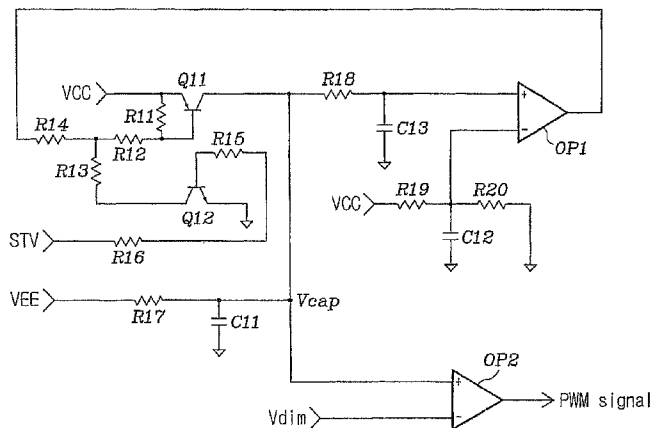 Q11
VCC
R18
R11
C13
OP1
R14
R12
R15
R13
Q12
R19
R20
VCC
C12
STV
R16
VEE
R17
C11
Vcap
OP2
PWM signal
Vdim
+
-
+
-